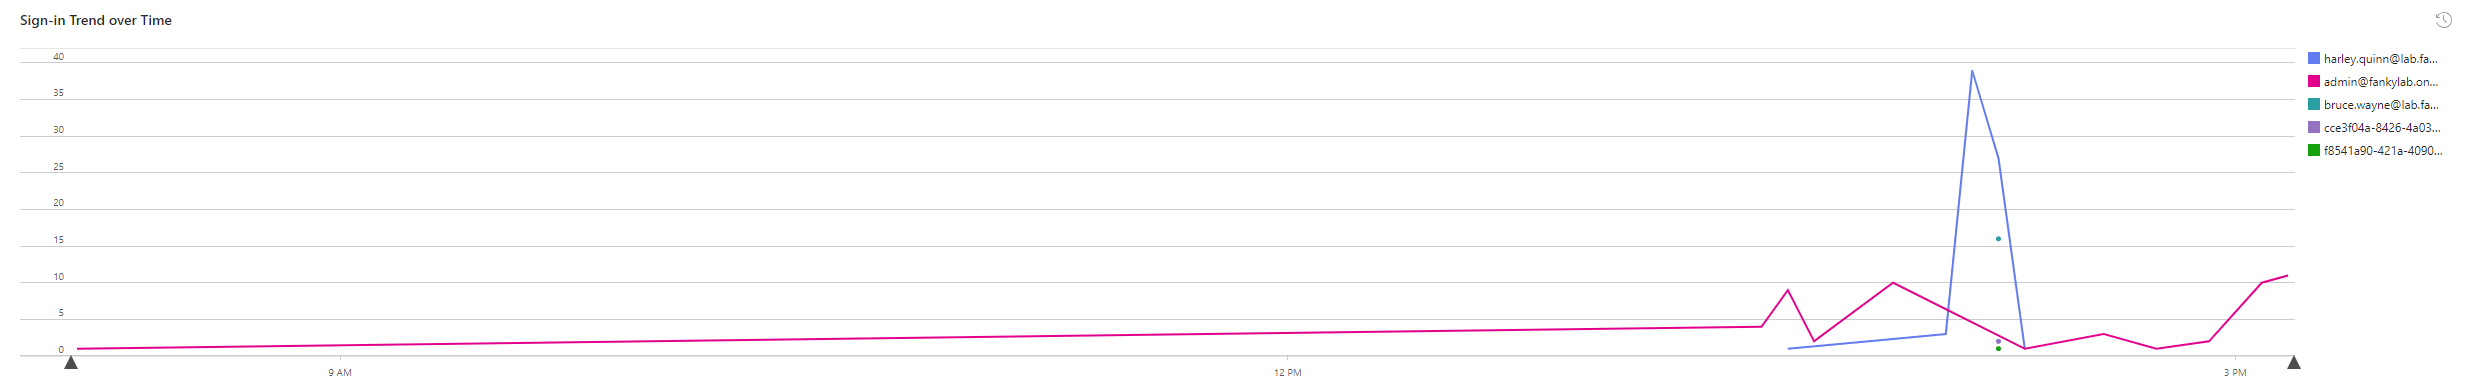 Sign-in Trend over Time
40
35
30
25
20
15
10
5
0
9 AM
12 PM
3 PM
harley.quinn@lab.fa...
admin@fankylab.on...
bruce.wayne@lab.fa...
cce3f04a-8426-4a03...
f8541a90-421a-4090...